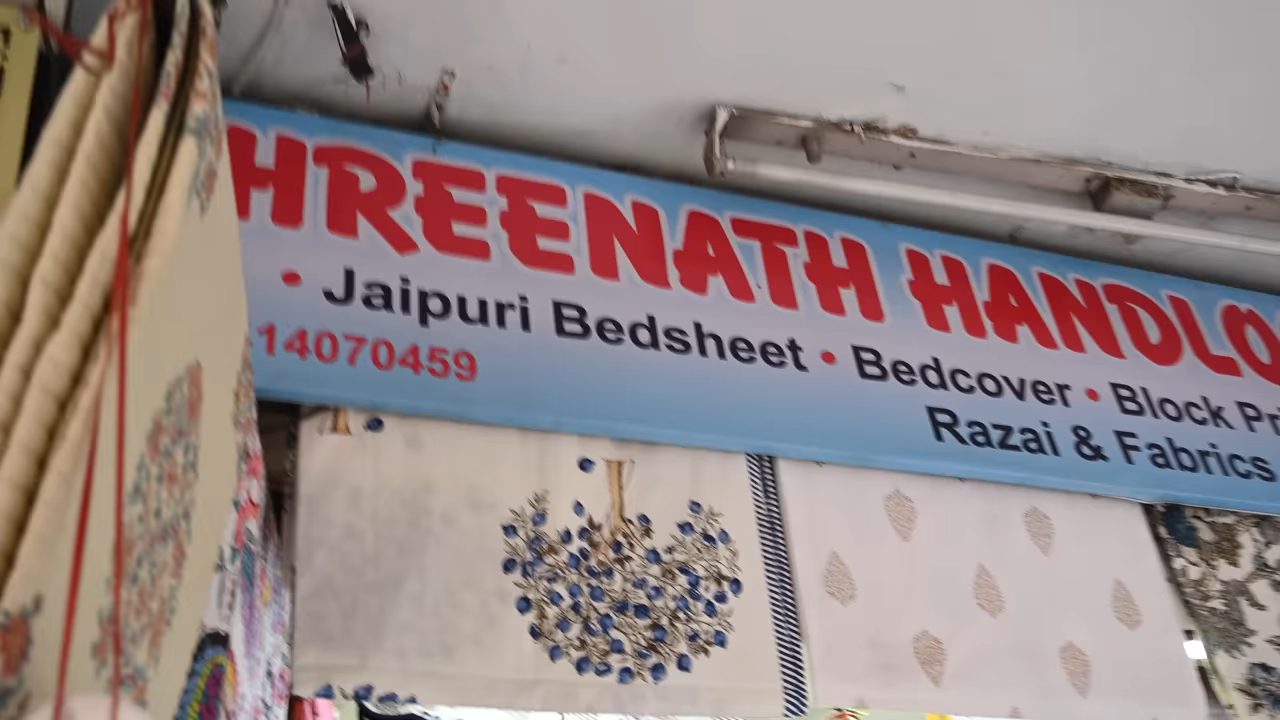 HREENATH HANDLO
• Jaipuri Bedsheet • Bedcover • Block Pr
14070459
Razai & Fabrics